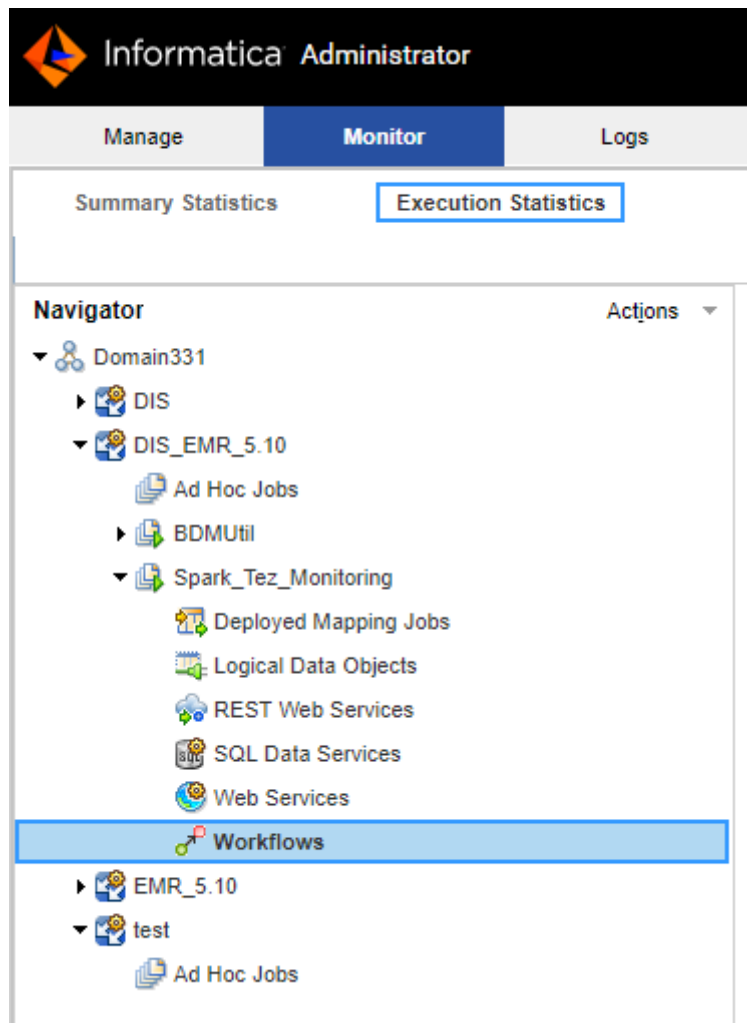 Informatica Administrator
Manage Monitor Logs
Summary Statistics Execution Statistics
Navigator Actions
Domain331
DIS
DIS_EMR_5.10
Ad Hoc Jobs
BDMUtil
Spark_Tez_Monitoring
Deployed Mapping Jobs
Logical Data Objects
REST Web Services
SQL Data Services
Web Services
Workflows
EMR_5.10
test
Ad Hoc Jobs